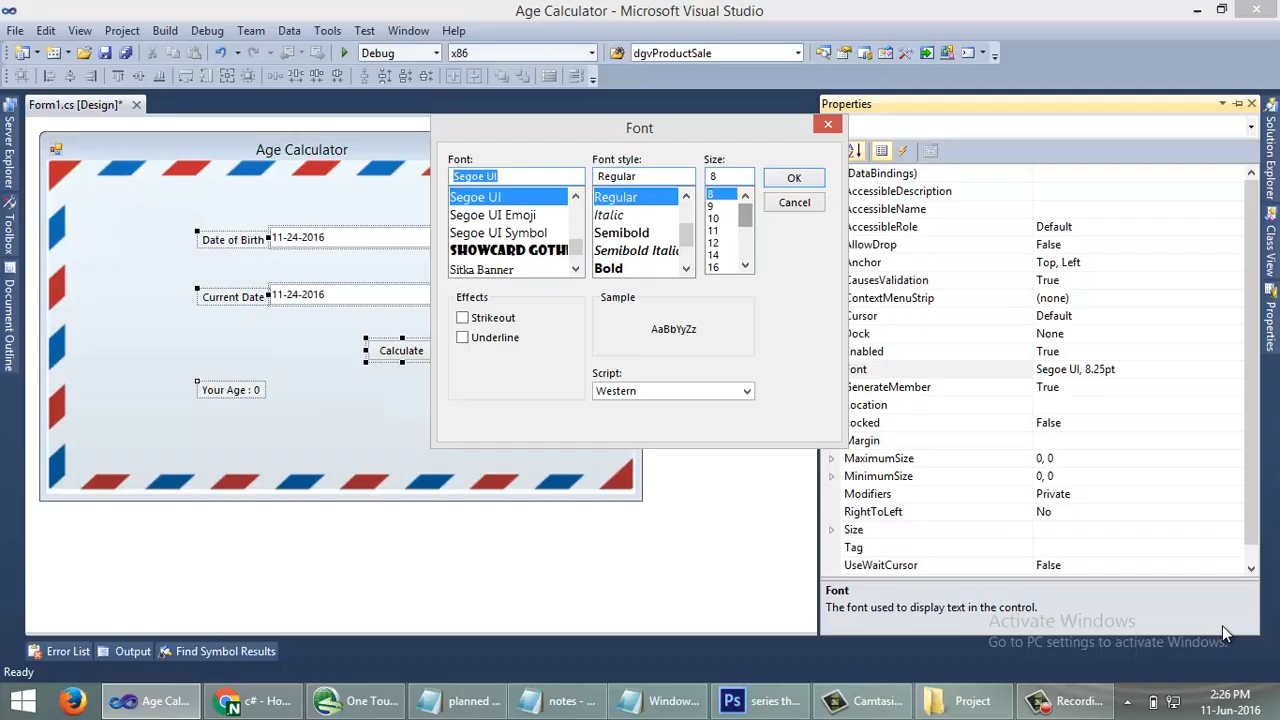 Age Calculator - Microsoft Visual Studio
File Edit View Project Build Debug Team Data Tools Test Window Help
Debug x86 dgvProductSale
Form1.cs [Design]*
Server Explorer
Toolbox
Document Outline
Age Calculator
Date of Birth 11-24-2016
Current Date 11-24-2016
Calculate
Your Age : 0
Font
Font: Font style: Size:
Segoe UI Regular 8
OK
Cancel
Segoe UI
Segoe UI Emoji
Segoe UI Symbol
SHOWCARD GOTH
Sitka Banner
Regular
Italic
Semibold
Semibold Itali
Bold
8
9
10
11
12
14
16
Effects
Strikeout
Underline
Sample
AaBbYyZz
Script:
Western
Properties
(DataBindings)
AccessibleDescription
AccessibleName
AccessibleRole Default
AllowDrop False
Anchor Top, Left
CausesValidation True
ContextMenuStrip (none)
Cursor Default
Dock None
Enabled True
Font Segoe UI, 8.25pt
GenerateMember True
Location
Locked False
Margin
MaximumSize 0, 0
MinimumSize 0, 0
Modifiers Private
RightToLeft No
Size
Tag
UseWaitCursor False
Font
The font used to display text in the control.
Activate Windows
Go to PC settings to activate Windows.
Solution Explorer
Class View
Properties
Error List Output Find Symbol Results
Ready
Age Cal... c# - Ho... One Tou... planned ... notes - ... Window... Ps series th... Camtasi... Project Recordi...
2:26 PM
11-Jun-2016